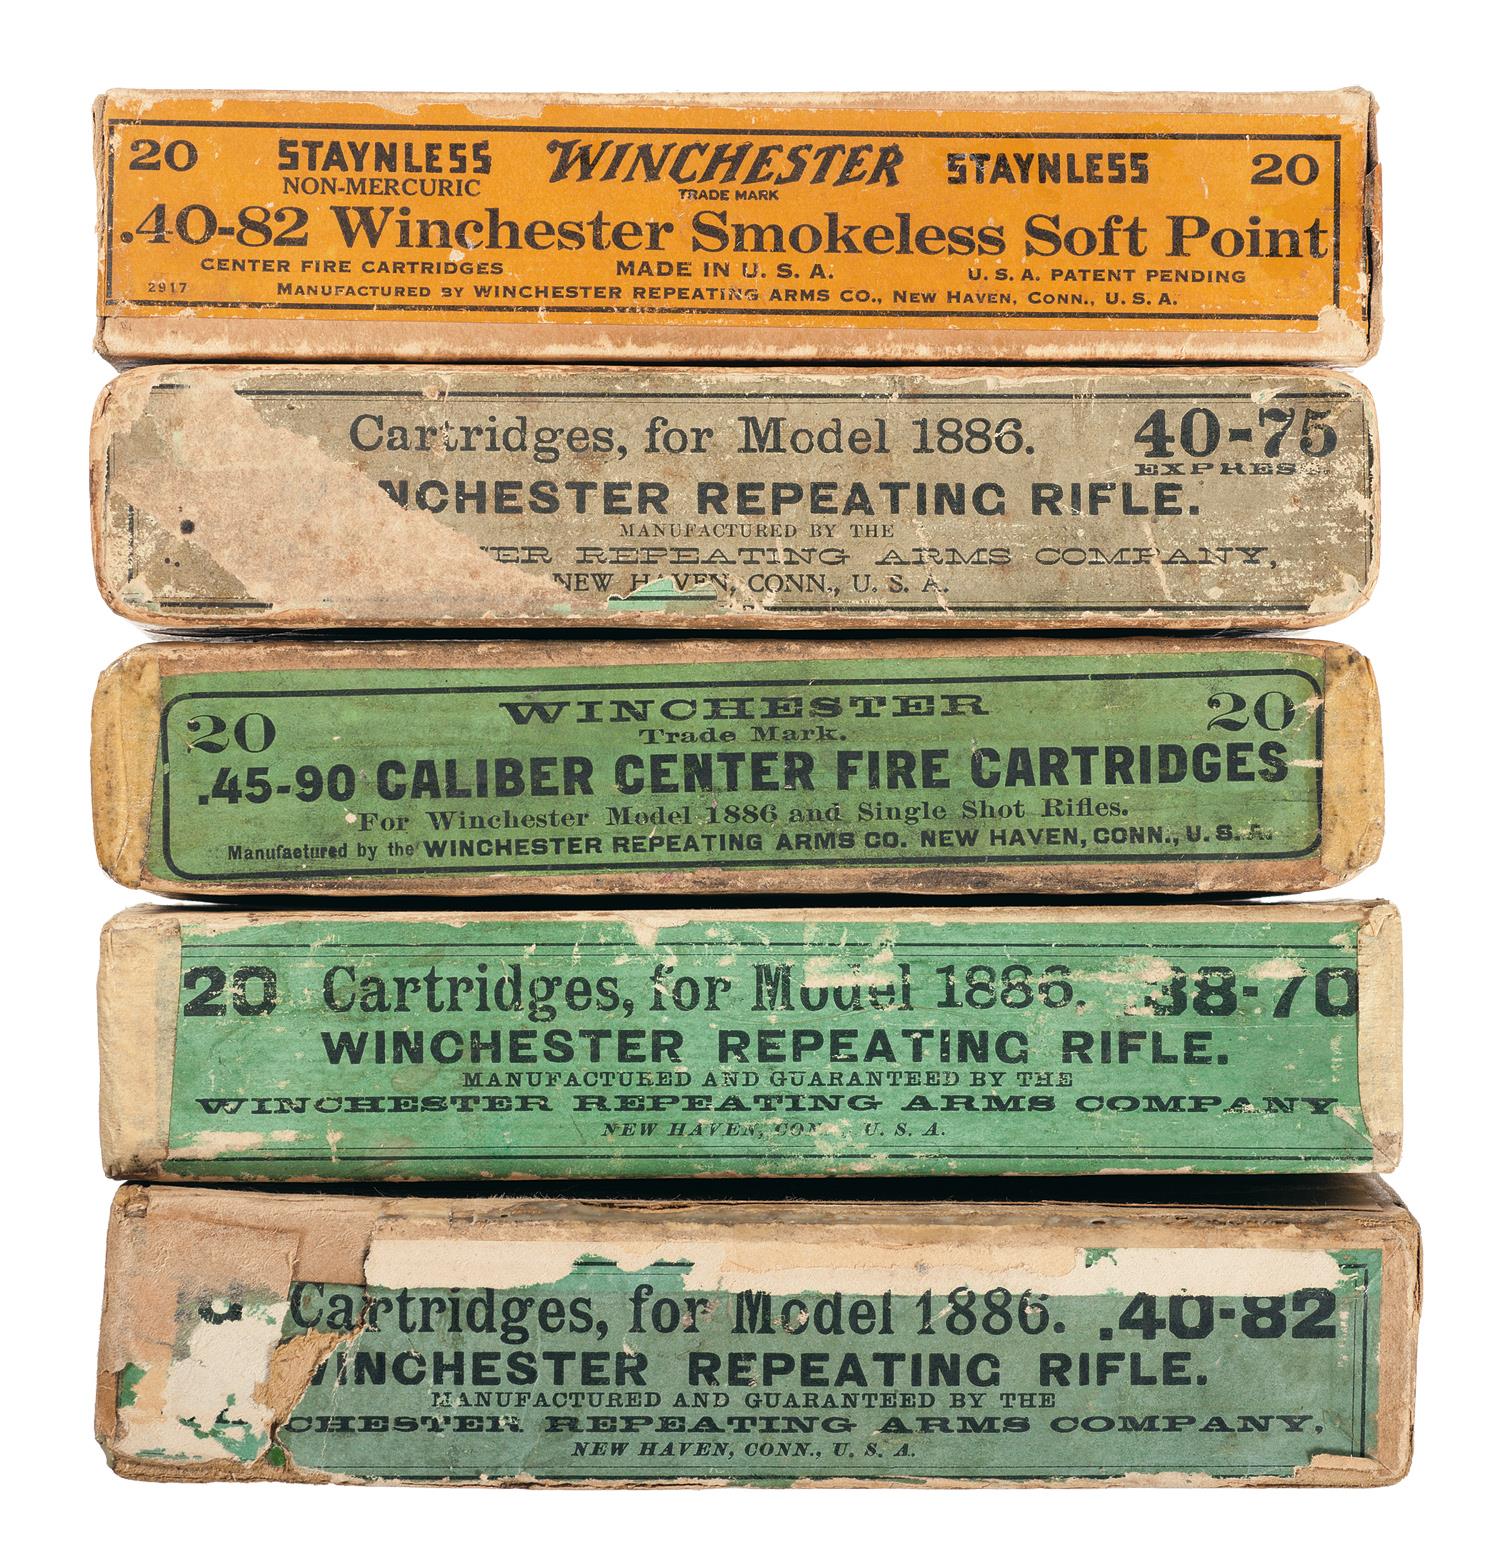 20 STAYNLESS WINCHESTER STAYNLESS 20
NON-MERCURIC TRADE MARK
.40-82 Winchester Smokeless Soft Point
CENTER FIRE CARTRIDGES MADE IN U. S. A. U. S. A. PATENT PENDING
2917 MANUFACTURED BY WINCHESTER REPEATING ARMS CO., NEW HAVEN, CONN., U. S. A.
Cartridges, for Model 1886. 40-75
EXPRESS.
NCHESTER REPEATING RIFLE.
MANUFACTURED BY THE
ER REPEATING ARMS COMPANY,
NEW HAVEN, CONN., U. S. A.
20 WINCHESTER 20
Trade Mark.
.45-90 CALIBER CENTER FIRE CARTRIDGES
For Winchester Model 1886 and Single Shot Rifles.
Manufactured by the WINCHESTER REPEATING ARMS CO. NEW HAVEN, CONN., U. S. A.
20 Cartridges, for Model 1886. .38-70
WINCHESTER REPEATING RIFLE.
MANUFACTURED AND GUARANTEED BY THE
WINCHESTER REPEATING ARMS COMPANY
NEW HAVEN, CONN., U. S. A.
Cartridges, for Model 1886. .40-82
WINCHESTER REPEATING RIFLE.
MANUFACTURED AND GUARANTEED BY THE
CHESTER REPEATING ARMS COMPANY,
NEW HAVEN, CONN., U. S. A.